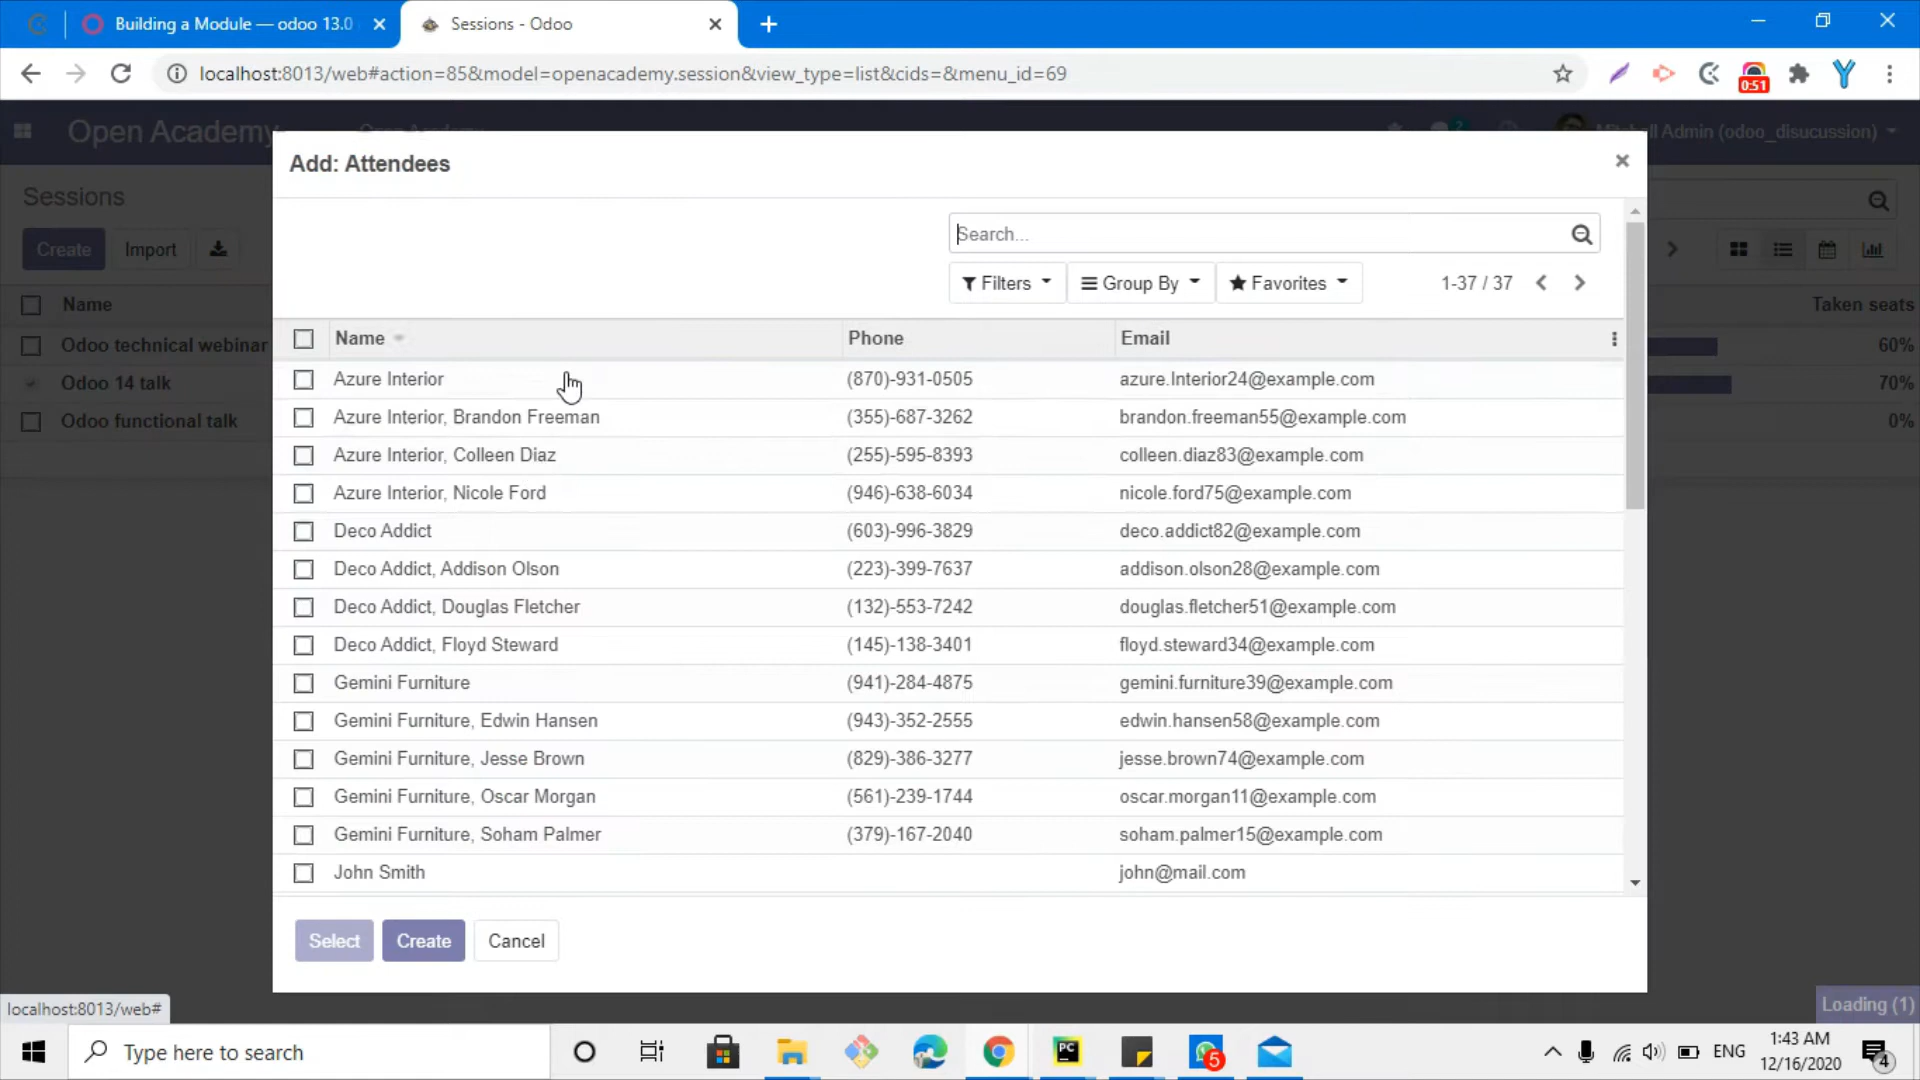 Building a Module — odoo 13.0
Sessions - Odoo
localhost:8013/web#action=85&model=openacademy.session&view_type=list&cids=&menu_id=69
0:51
Open Academy
Mitchell Admin (odoo_disucussion)
Add: Attendees
Sessions
Search...
Create Import
Filters Group By Favorites 1-37 / 37
Name Taken seats
Name Phone Email
Odoo technical webinar 60%
Odoo 14 talk 70%
Odoo functional talk 0%
Azure Interior (870)-931-0505 azure.Interior24@example.com
Azure Interior, Brandon Freeman (355)-687-3262 brandon.freeman55@example.com
Azure Interior, Colleen Diaz (255)-595-8393 colleen.diaz83@example.com
Azure Interior, Nicole Ford (946)-638-6034 nicole.ford75@example.com
Deco Addict (603)-996-3829 deco.addict82@example.com
Deco Addict, Addison Olson (223)-399-7637 addison.olson28@example.com
Deco Addict, Douglas Fletcher (132)-553-7242 douglas.fletcher51@example.com
Deco Addict, Floyd Steward (145)-138-3401 floyd.steward34@example.com
Gemini Furniture (941)-284-4875 gemini.furniture39@example.com
Gemini Furniture, Edwin Hansen (943)-352-2555 edwin.hansen58@example.com
Gemini Furniture, Jesse Brown (829)-386-3277 jesse.brown74@example.com
Gemini Furniture, Oscar Morgan (561)-239-1744 oscar.morgan11@example.com
Gemini Furniture, Soham Palmer (379)-167-2040 soham.palmer15@example.com
John Smith john@mail.com
Select Create Cancel
localhost:8013/web#
Loading (1)
Type here to search
PC
5
ENG
1:43 AM
12/16/2020
4